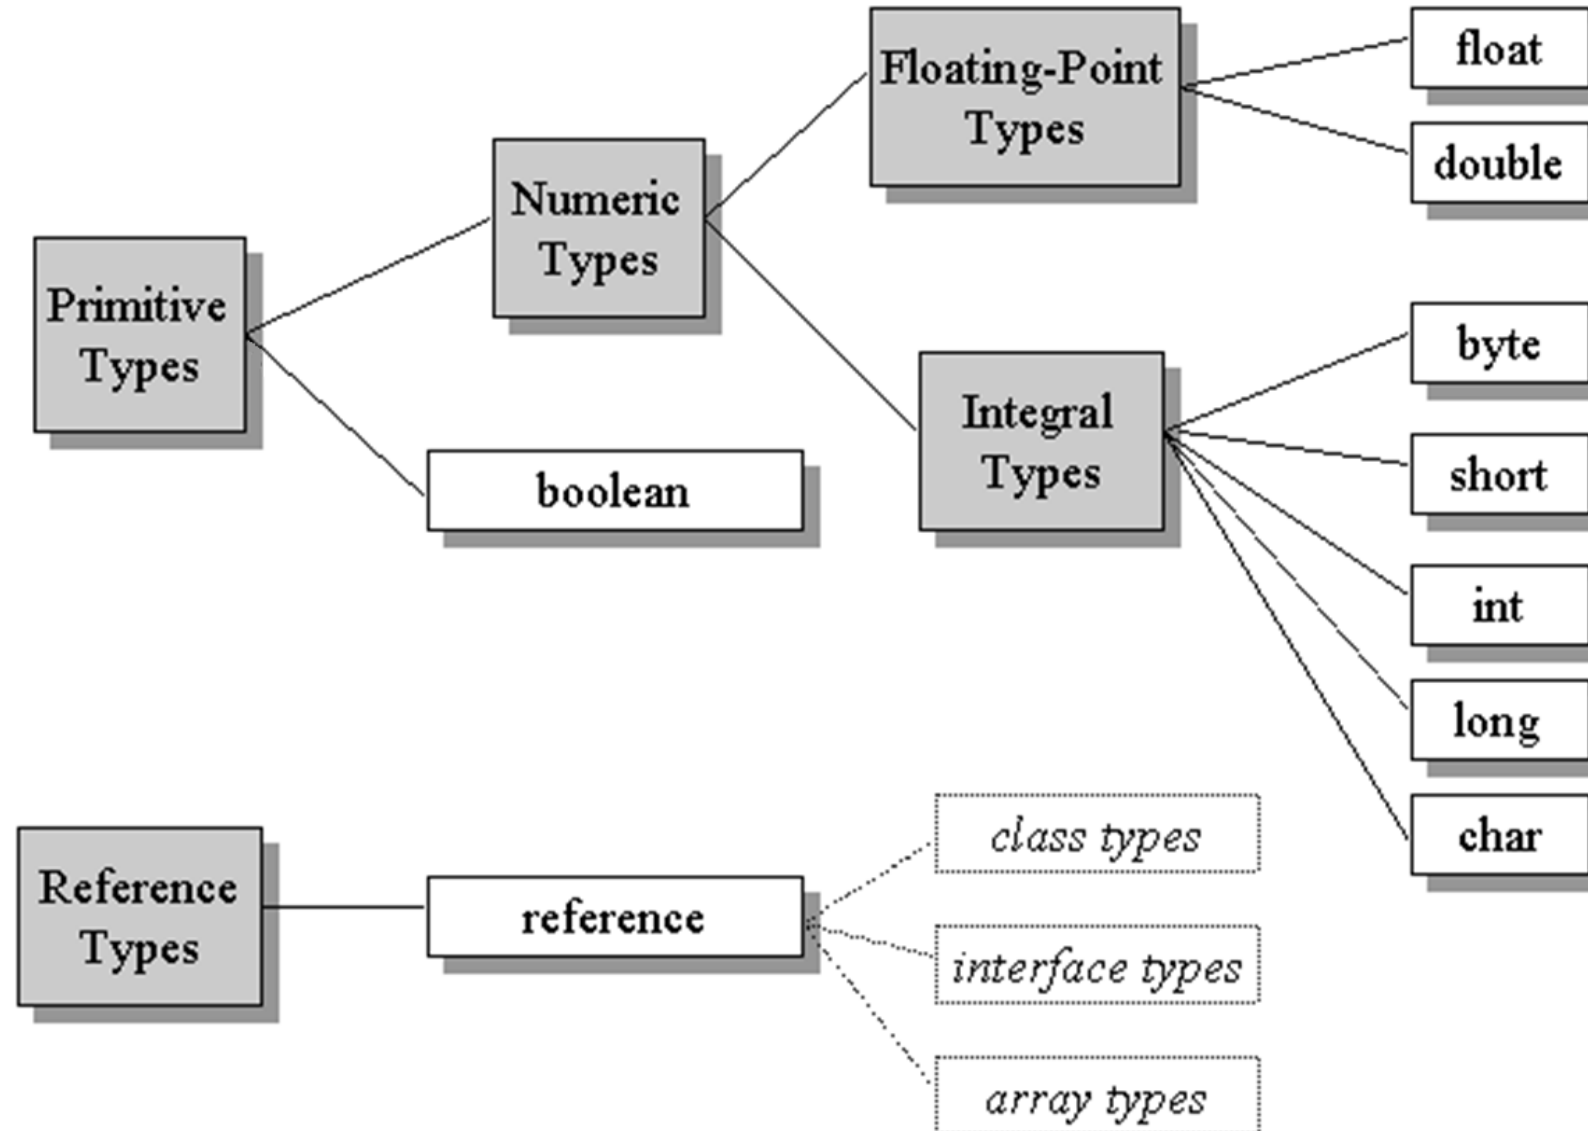 Primitive
Types
Numeric
Types
boolean
Floating-Point
Types
float
double
Integral
Types
byte
short
int
long
char
Reference
Types
reference
class types
interface types
array types